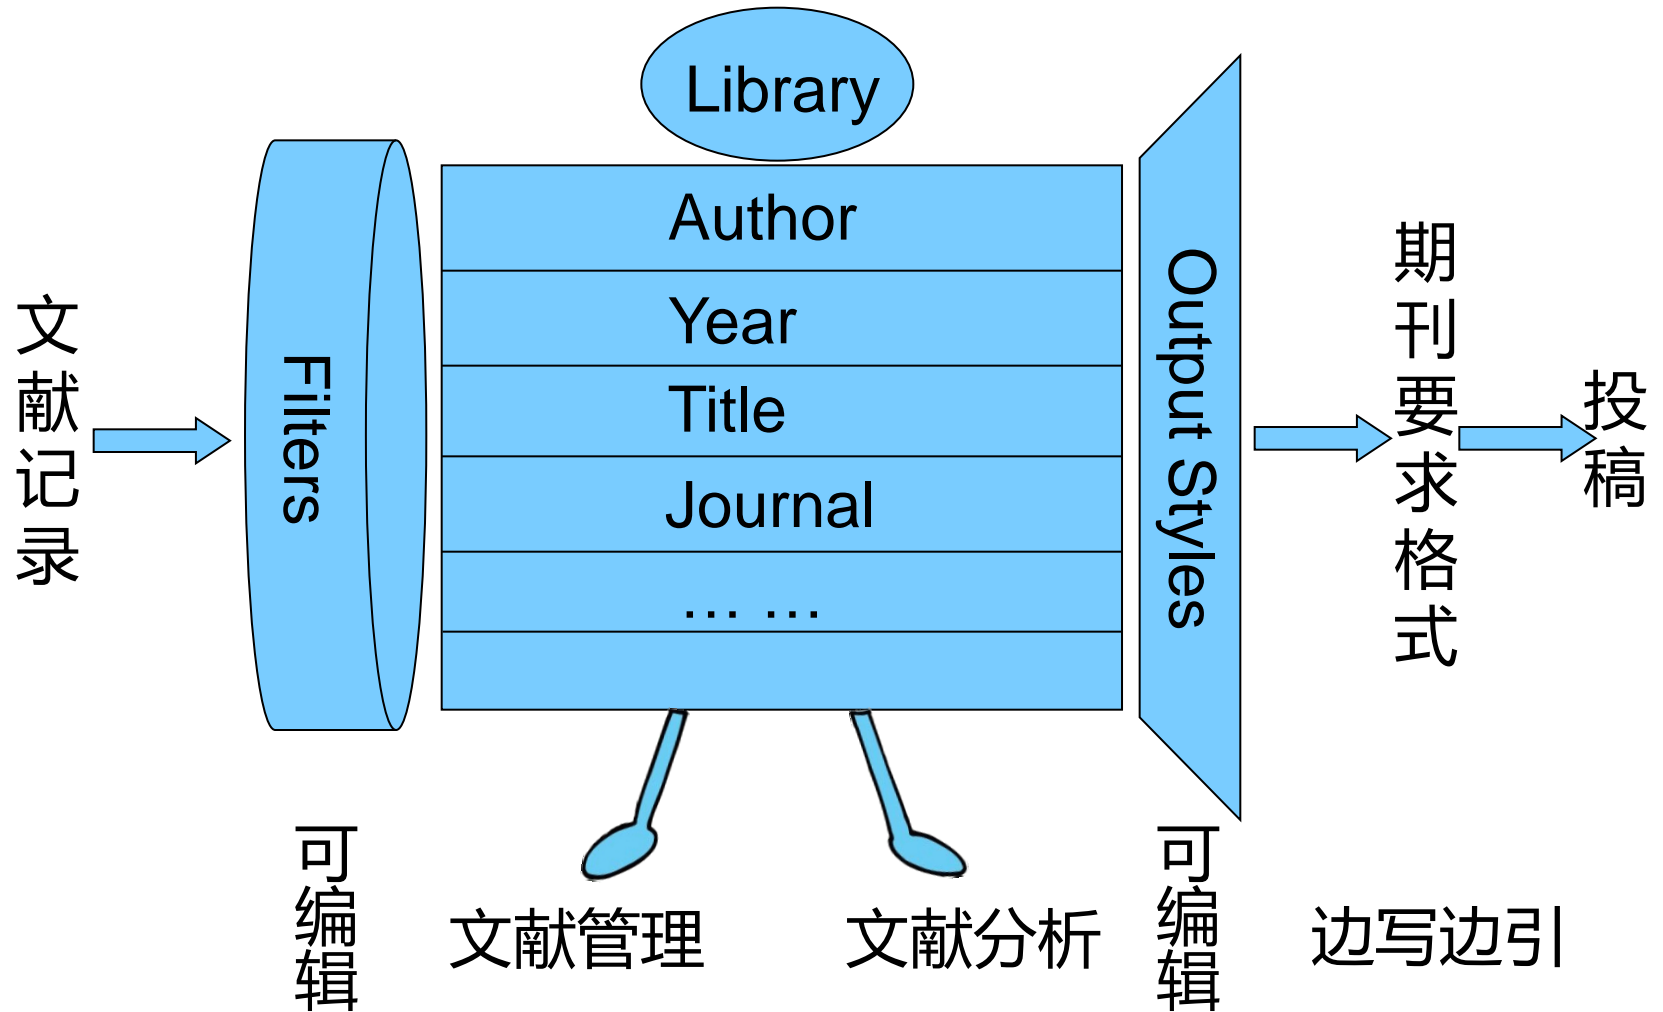 Library
文献记录
Filters
Author
Year
Title
Journal
… …
Output Styles
期刊要求格式
投稿
可编辑
文献管理
文献分析
可编辑
边写边引